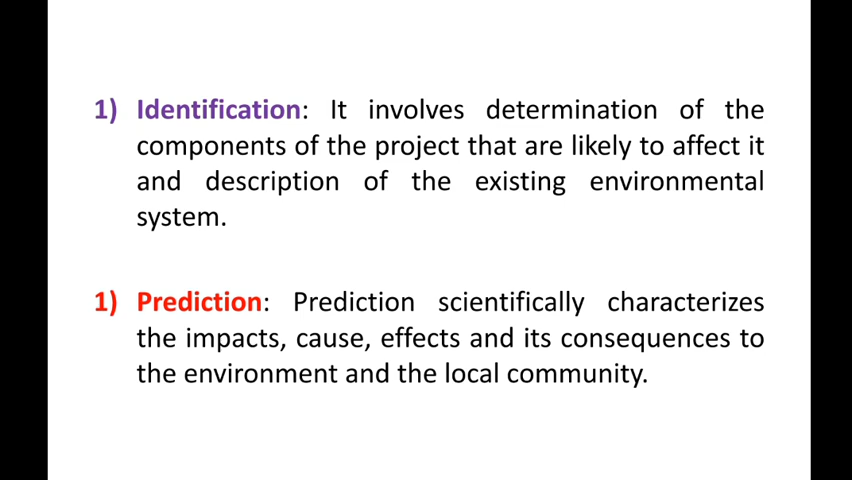 1) Identification: It involves determination of the
components of the project that are likely to affect it
and description of the existing environmental
system.
1) Prediction: Prediction scientifically characterizes
the impacts, cause, effects and its consequences to
the environment and the local community.